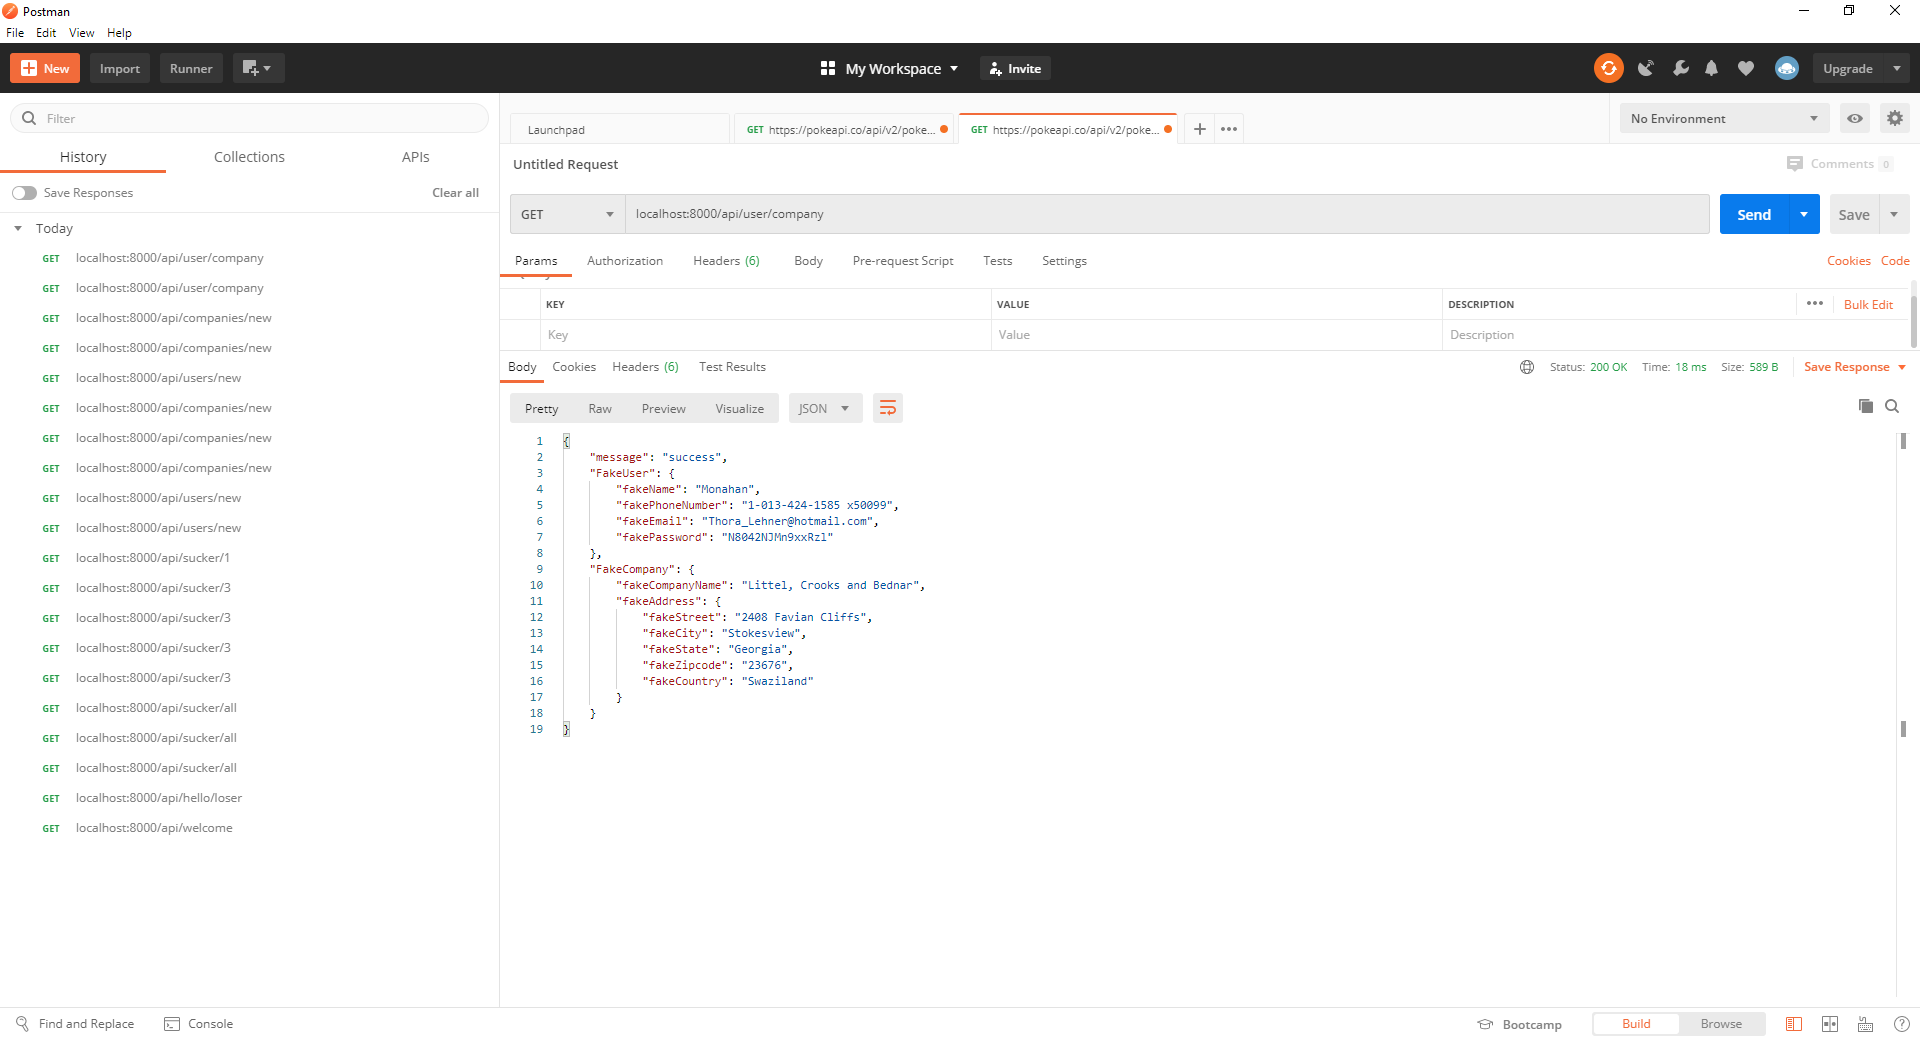 Postman
File Edit View Help
New Import Runner My Workspace Invite Upgrade
Filter
History Collections APIs
Save Responses Clear all
Today
GET localhost:8000/api/user/company
GET localhost:8000/api/user/company
GET localhost:8000/api/companies/new
GET localhost:8000/api/companies/new
GET localhost:8000/api/users/new
GET localhost:8000/api/companies/new
GET localhost:8000/api/companies/new
GET localhost:8000/api/companies/new
GET localhost:8000/api/users/new
GET localhost:8000/api/users/new
GET localhost:8000/api/sucker/1
GET localhost:8000/api/sucker/3
GET localhost:8000/api/sucker/3
GET localhost:8000/api/sucker/3
GET localhost:8000/api/sucker/3
GET localhost:8000/api/sucker/all
GET localhost:8000/api/sucker/all
GET localhost:8000/api/sucker/all
GET localhost:8000/api/hello/loser
GET localhost:8000/api/welcome
Launchpad GET https://pokeapi.co/api/v2/poke... GET https://pokeapi.co/api/v2/poke... No Environment
Untitled Request Comments 0
GET localhost:8000/api/user/company Send Save
Params Authorization Headers (6) Body Pre-request Script Tests Settings Cookies Code
KEY VALUE DESCRIPTION Bulk Edit
Key Value Description
Body Cookies Headers (6) Test Results Status: 200 OK Time: 18 ms Size: 589 B Save Response
Pretty Raw Preview Visualize JSON
1 {
2 "message": "success",
3 "FakeUser": {
4 "fakeName": "Monahan",
5 "fakePhoneNumber": "1-013-424-1585 x50099",
6 "fakeEmail": "Thora_Lehner@hotmail.com",
7 "fakePassword": "N8042NJMn9xxRzl"
8 },
9 "FakeCompany": {
10 "fakeCompanyName": "Littel, Crooks and Bednar",
11 "fakeAddress": {
12 "fakeStreet": "2408 Favian Cliffs",
13 "fakeCity": "Stokesview",
14 "fakeState": "Georgia",
15 "fakeZipcode": "23676",
16 "fakeCountry": "Swaziland"
17 }
18 }
19 }
Find and Replace Console Bootcamp Build Browse